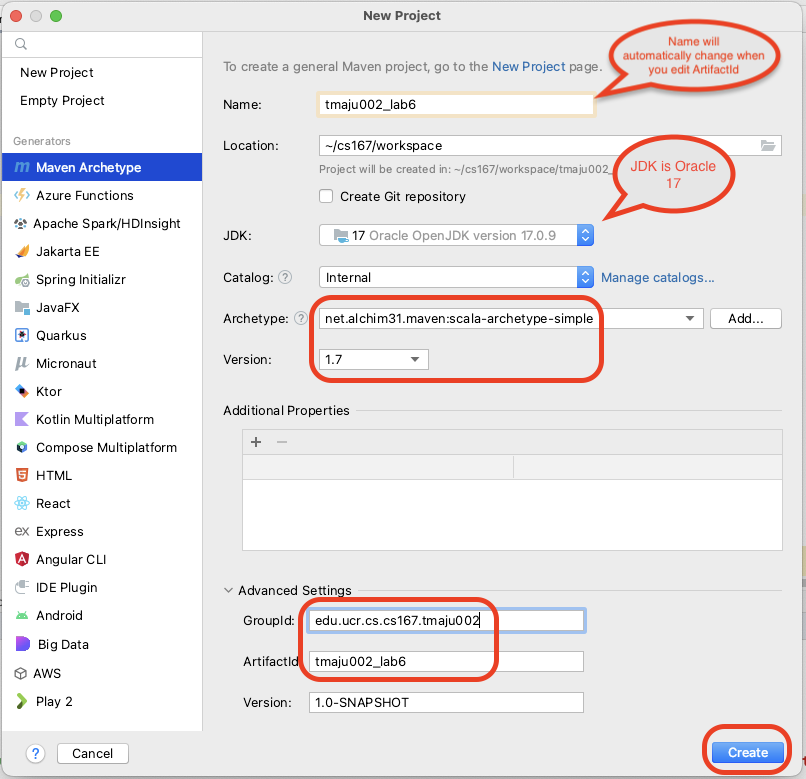 New Project
Name will
automatically change when
you edit ArtifactId
New Project
Empty Project
Generators
Maven Archetype
Azure Functions
Apache Spark/HDInsight
Jakarta EE
Spring Initializr
JavaFX
Quarkus
Micronaut
Ktor
Kotlin Multiplatform
Compose Multiplatform
HTML
React
Express
Angular CLI
IDE Plugin
Android
Big Data
AWS
Play 2
To create a general Maven project, go to the New Project page.
Name: tmaju002_lab6
Location: ~/cs167/workspace
Project will be created in: ~/cs167/workspace/tmaju002_
JDK is Oracle
17
Create Git repository
JDK: 17 Oracle OpenJDK version 17.0.9
Catalog: ? Internal Manage catalogs...
Archetype: ? net.alchim31.maven:scala-archetype-simple Add...
Version: 1.7
Additional Properties
Advanced Settings
GroupId: edu.ucr.cs.cs167.tmaju002
ArtifactId tmaju002_lab6
Version: 1.0-SNAPSHOT
? Cancel Create